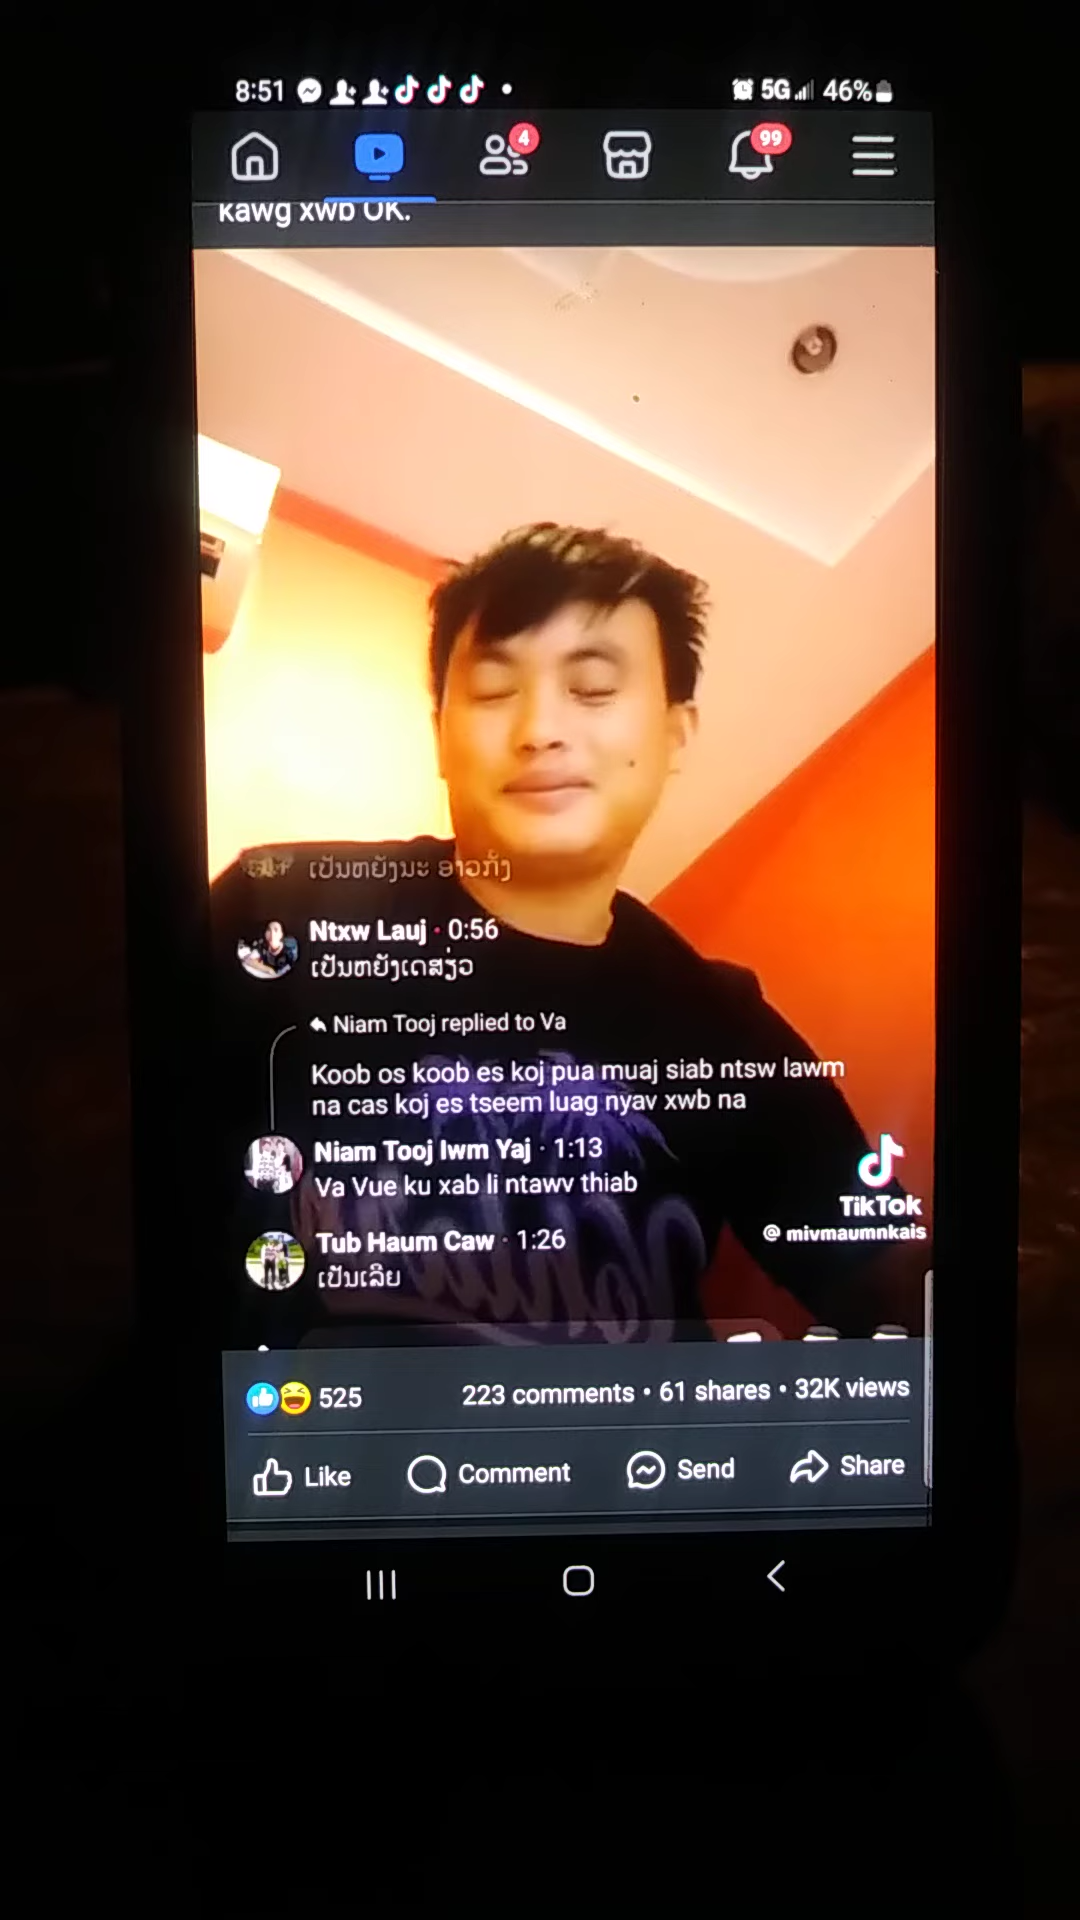 8:51
5G 46%
4
99
kawg xwb OK.
ເປັນຫຍັງນະ ອາວກັ້ງ
Ntxw Lauj · 0:56
ເປັນຫຍັງເດສ່ຽວ
Niam Tooj replied to Va
Koob os koob es koj pua muaj siab ntsw lawm
na cas koj es tseem luag nyav xwb na
Niam Tooj lwm Yaj · 1:13
Va Vue ku xab li ntawv thiab
Tub Haum Caw · 1:26
ເປັນເລີຍ
TikTok
@ mivmaumnkais
525
223 comments • 61 shares • 32K views
Like
Comment
Send
Share